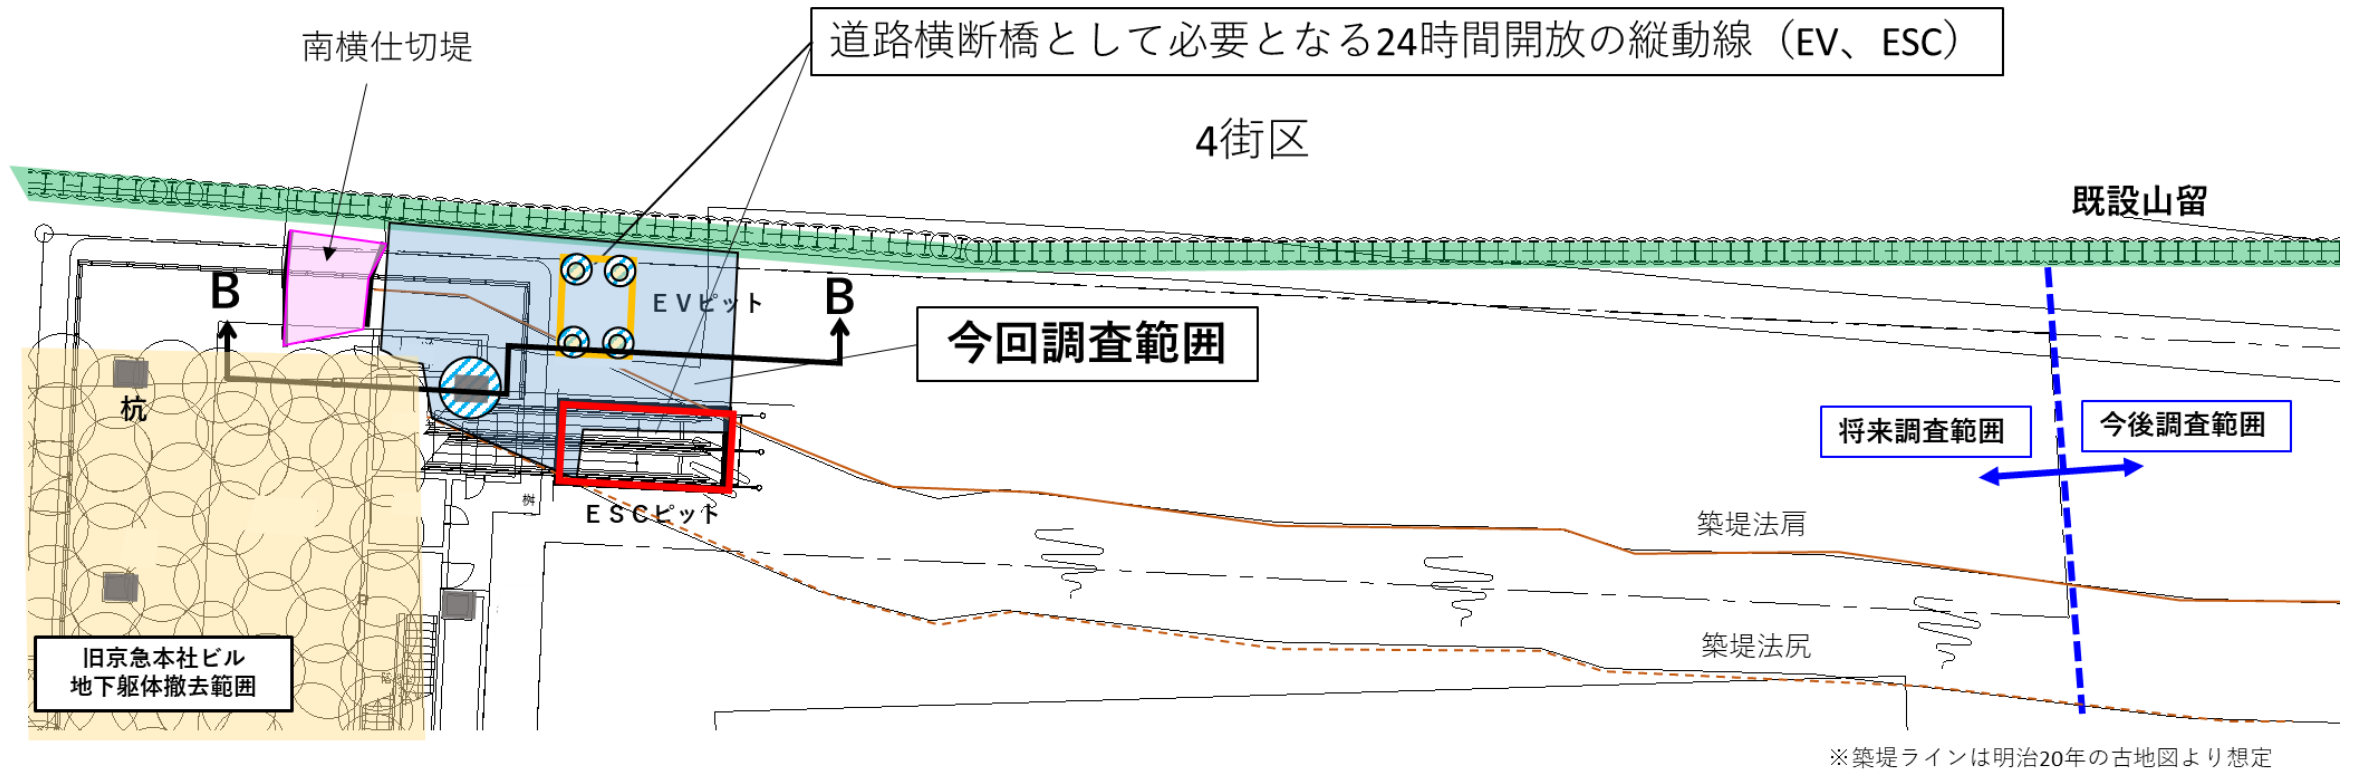 道路横断橋として必要となる24時間開放の縦動線（EV、ESC）
南横仕切堤
4街区
既設山留
B
B
EVピット
今回調査範囲
杭
将来調査範囲
今後調査範囲
桝
ESCピット
築堤法肩
築堤法尻
旧京急本社ビル
地下躯体撤去範囲
※築堤ラインは明治20年の古地図より想定